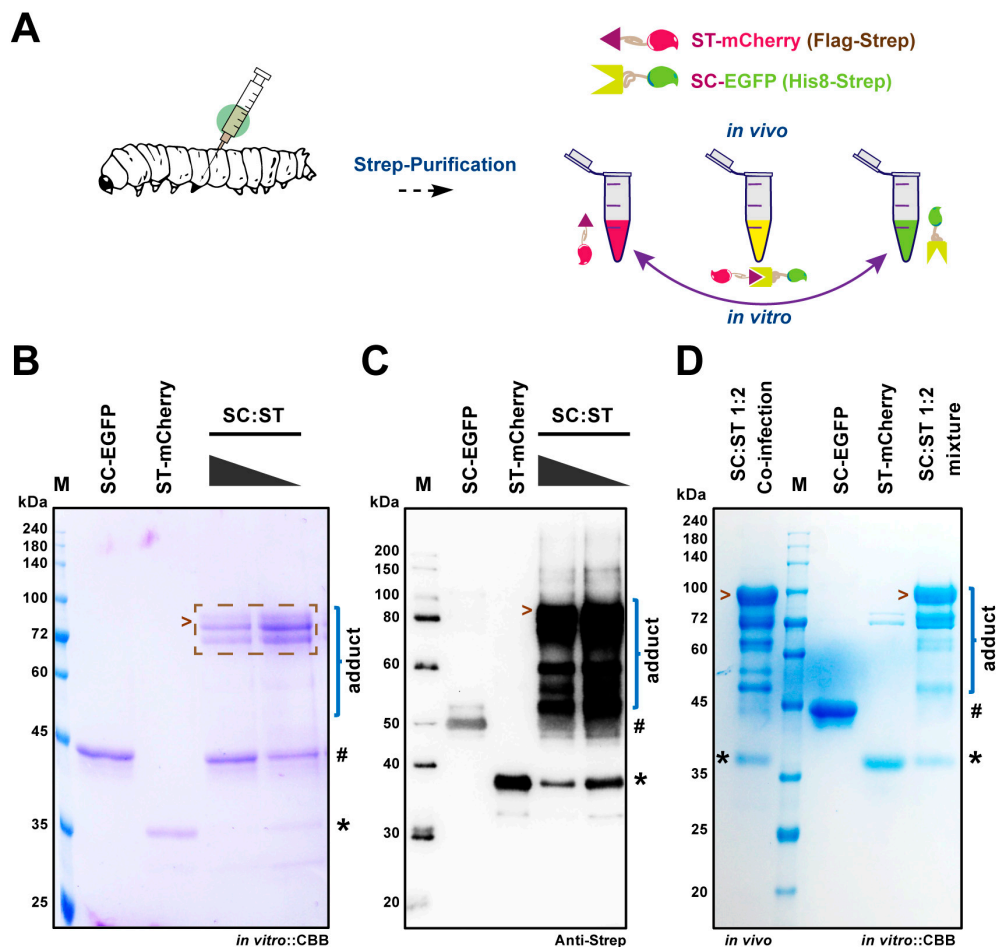 A
ST-mCherry (Flag-Strep)
SC-EGFP (His8-Strep)
in vivo
Strep-Purification
in vitro
B
kDa
M
SC-EGFP
ST-mCherry
SC:ST
240
180
140
100
72
60
45
35
25
>
adduct
#
*
in vitro::CBB
C
M
SC-EGFP
ST-mCherry
SC:ST
kDa
200
150
100
80
60
50
40
30
20
>
adduct
#
*
Anti-Strep
D
SC:ST 1:2
Co-infection
M
SC-EGFP
ST-mCherry
SC:ST 1:2
mixture
kDa
240
180
140
100
72
60
45
35
25
20
>
*
>
adduct
#
*
in vivo
in vitro::CBB